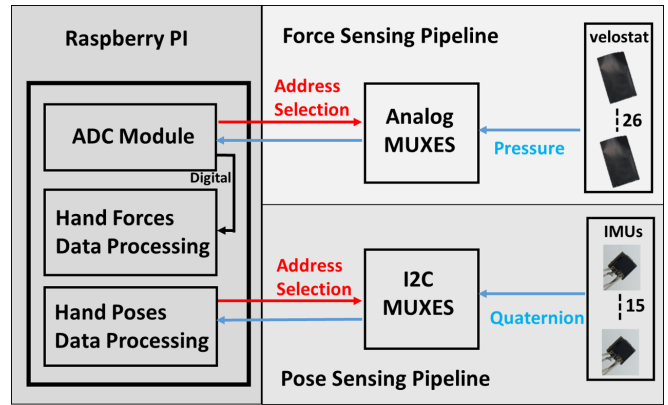 Raspberry PI
ADC Module
Digital
Hand Forces
Data Processing
Hand Poses
Data Processing
Force Sensing Pipeline
Address
Selection
Analog
MUXES
Pressure
velostat
26
Address
Selection
I2C
MUXES
Quaternion
IMUs
15
Pose Sensing Pipeline